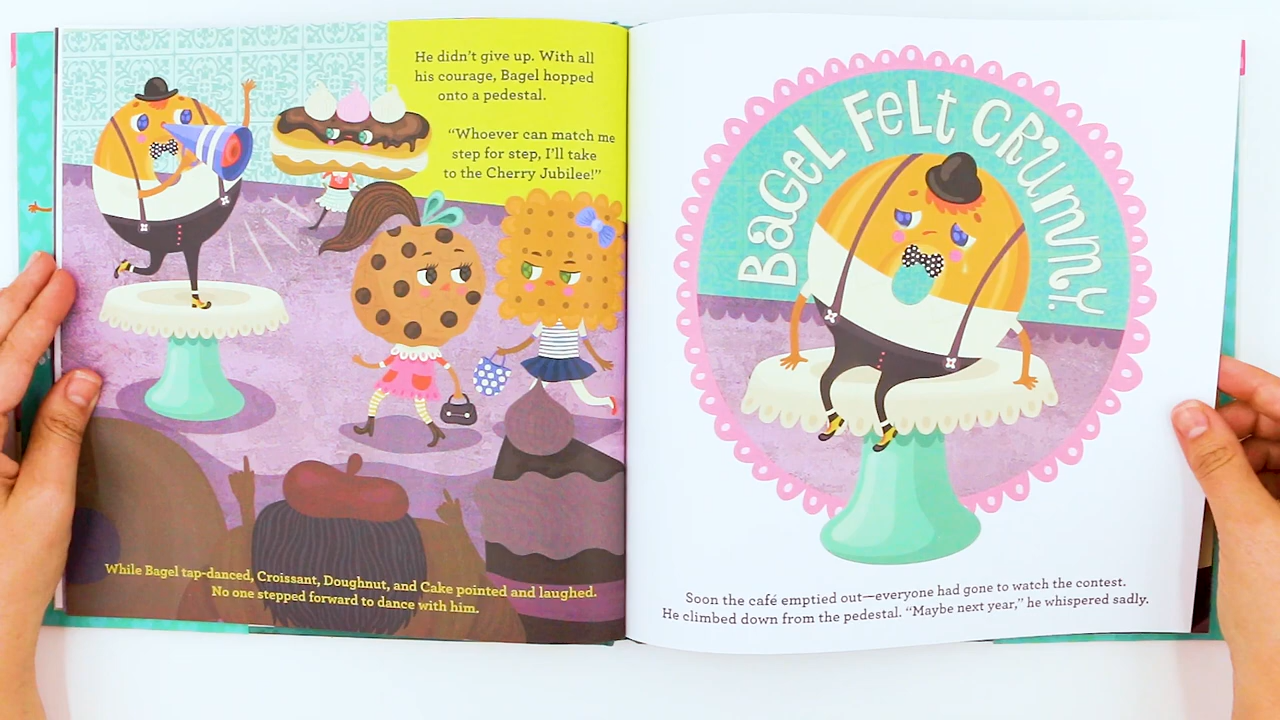 He didn't give up. With all
his courage, Bagel hopped
onto a pedestal.
“Whoever can match me
step for step, I'll take
to the Cherry Jubilee!”
While Bagel tap-danced, Croissant, Doughnut, and Cake pointed and laughed.
No one stepped forward to dance with him.
BAGEL FELT CRUMMY.
Soon the café emptied out—everyone had gone to watch the contest.
He climbed down from the pedestal. “Maybe next year,” he whispered sadly.